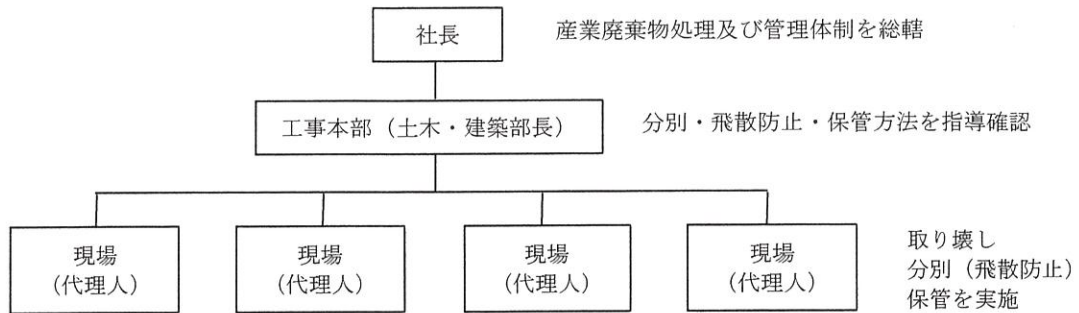 社長
産業廃棄物処理及び管理体制を総轄
工事本部（土木・建築部長）
分別・飛散防止・保管方法を指導確認
現場
（代理人）
現場
（代理人）
現場
（代理人）
現場
（代理人）
取り壊し
分別（飛散防止）
保管を実施